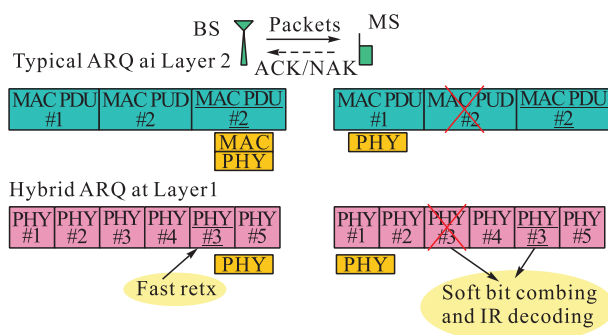 BS Packets MS
Typical ARQ ai Layer 2
ACK/NAK
MAC PDU MAC PUD MAC PDU
#1 #2 #2
MAC
PHY
MAC PDU MAC PUD MAC PDU
#1 #2 #2
PHY
Hybrid ARQ at Layer1
PHY PHY PHY PHY PHY PHY
#1 #2 #3 #4 #3 #5
PHY
Fast retx
PHY PHY PHY PHY PHY PHY
#1 #2 #3 #4 #3 #5
PHY
Soft bit combing
and IR decoding